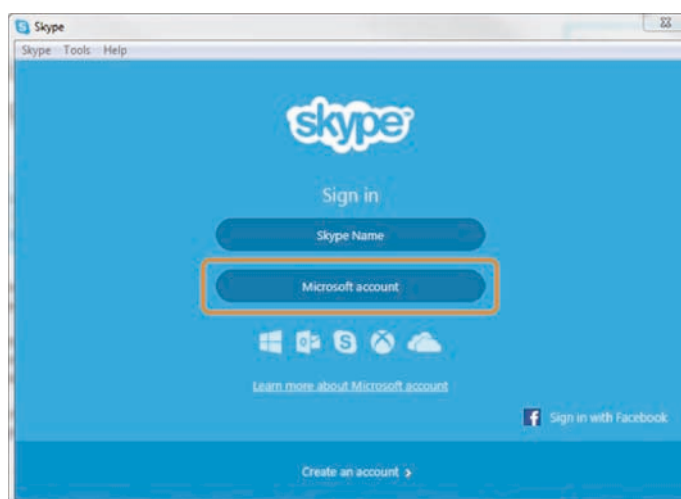 Skype
Skype Tools Help
skype
Sign in
Skype Name
Microsoft account
Learn more about Microsoft account
Sign in with Facebook
Create an account